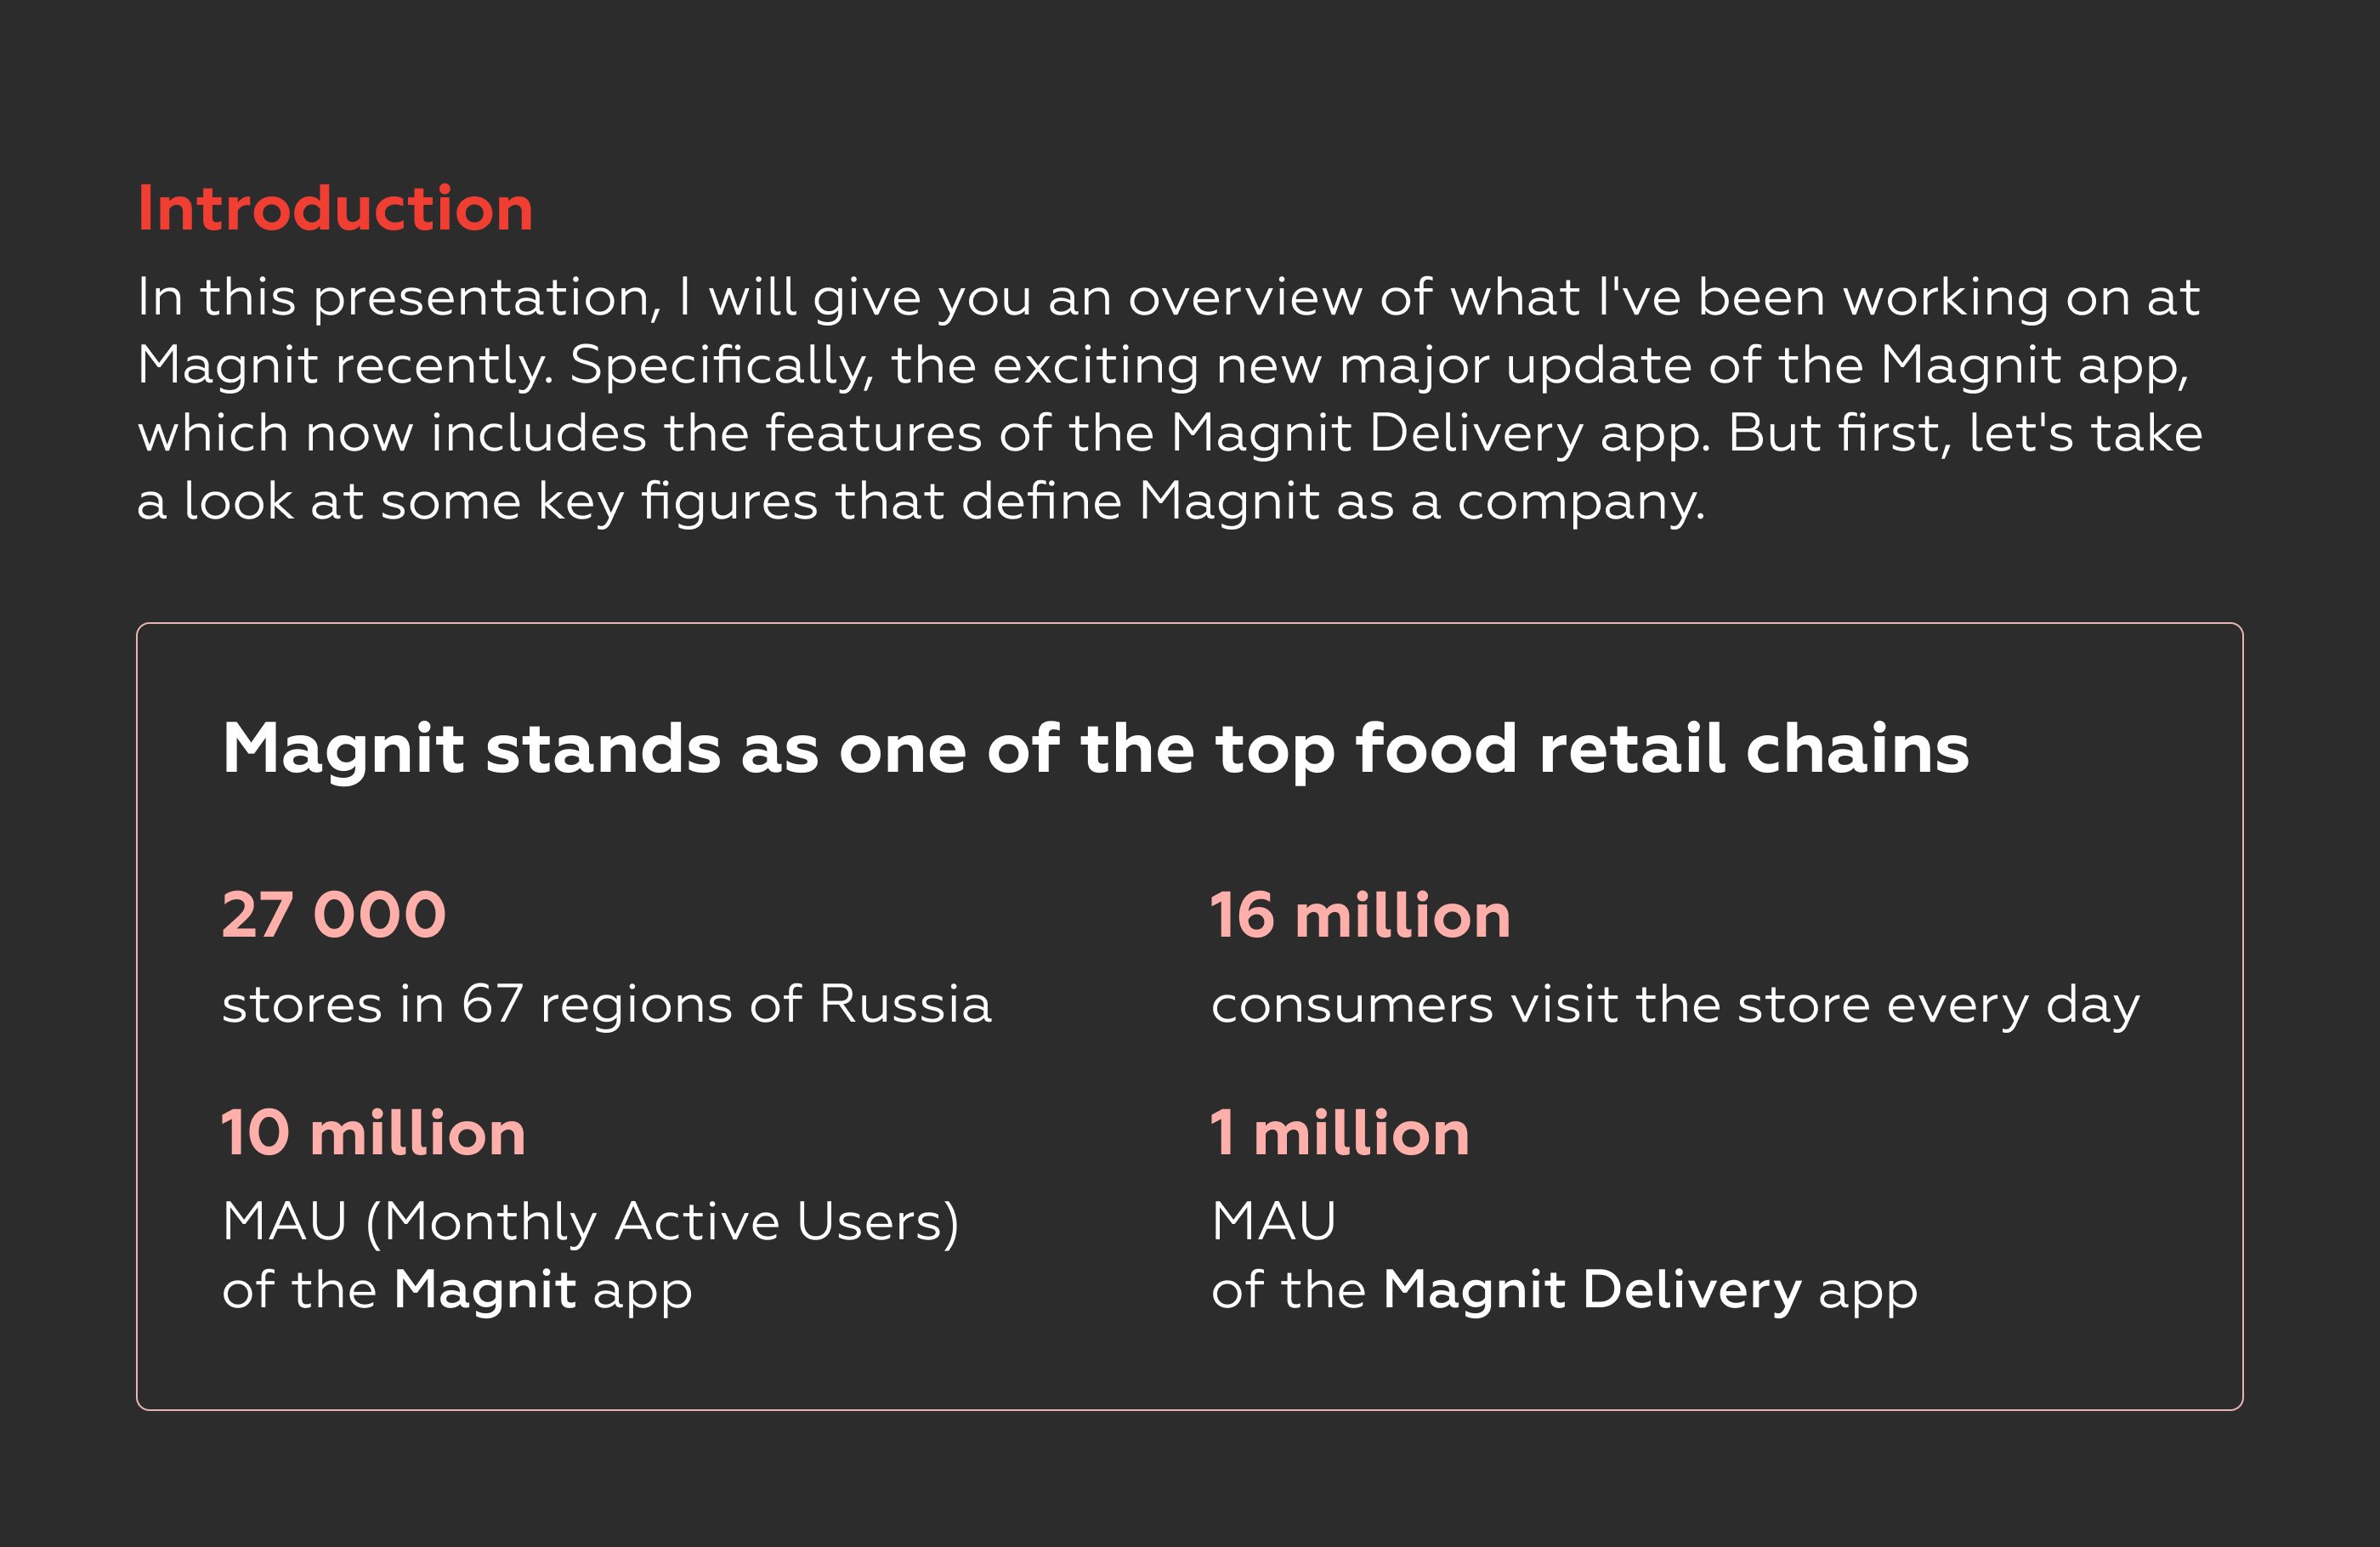 Introduction
In this presentation, I will give you an overview of what I've been working on at
Magnit recently. Specifically, the exciting new major update of the Magnit app,
which now includes the features of the Magnit Delivery app. But first, let's take
a look at some key figures that define Magnit as a company.
Magnit stands as one of the top food retail chains
27 000
stores in 67 regions of Russia
16 million
consumers visit the store every day
10 million
MAU (Monthly Active Users)
of the Magnit app
1 million
MAU
of the Magnit Delivery app